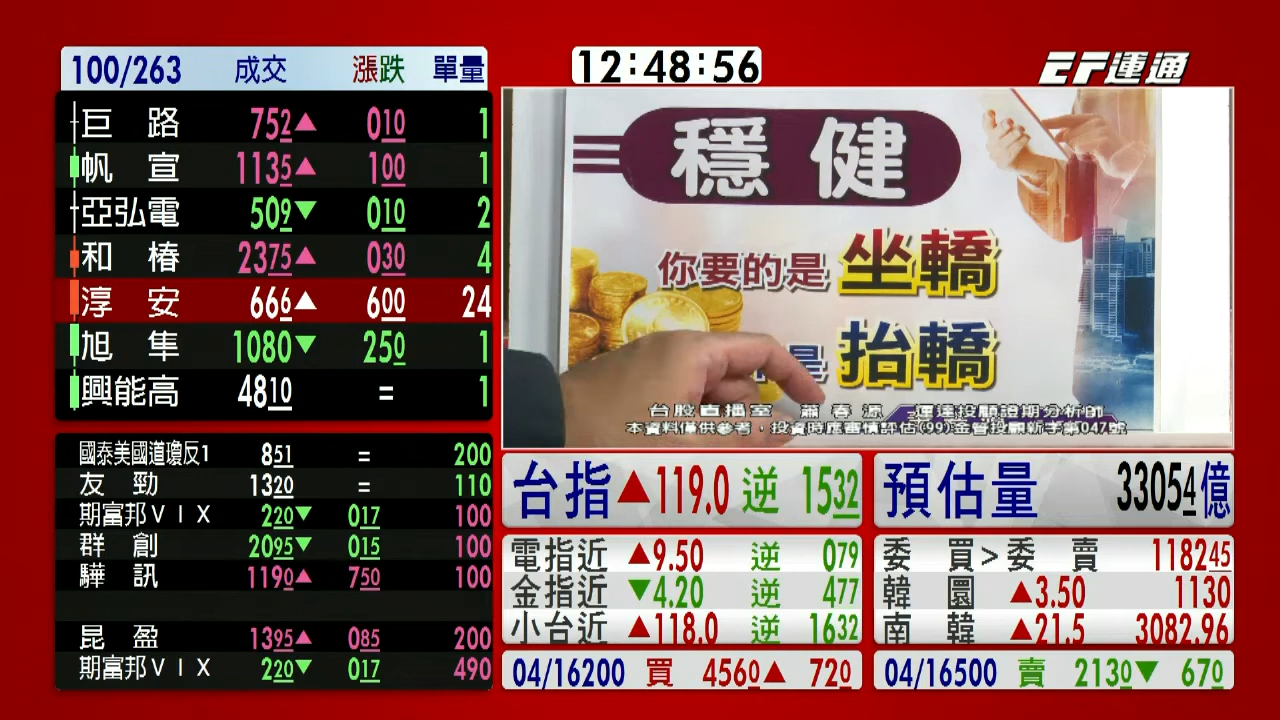 100/263 成交 漲跌 單量
12:48:56
EF運通
巨路 752▲ 010 1
帆宣 1135▲ 100 1
亞弘電 509▼ 010 2
和椿 2375▲ 030 4
淳安 666▲ 600 24
旭隼 1080▼ 250 1
興能高 4810 = 1
國泰美國道瓊反1 851 = 200
友勁 1320 = 110
期富邦VIX 220▼ 017 100
群創 2095▼ 015 100
驊訊 1190▲ 750 100
昆盈 1395▲ 085 200
期富邦VIX 220▼ 017 490
穩健
你要的是坐轎
是抬轎
台股直播室 蕭春源 運達投顧證期分析師
本資料僅供參考，投資時應審慎評估(99)金管投顧新字第047號
台指▲119.0 逆 1532
預估量 33054億
電指近 ▲9.50 逆 079
金指近 ▼4.20 逆 477
小台近 ▲118.0 逆 1632
委買>委賣 118245
韓圜 ▲3.50 1130
南韓 ▲21.5 3082.96
04/16200 買 4560▲ 720
04/16500 賣 2130▼ 670